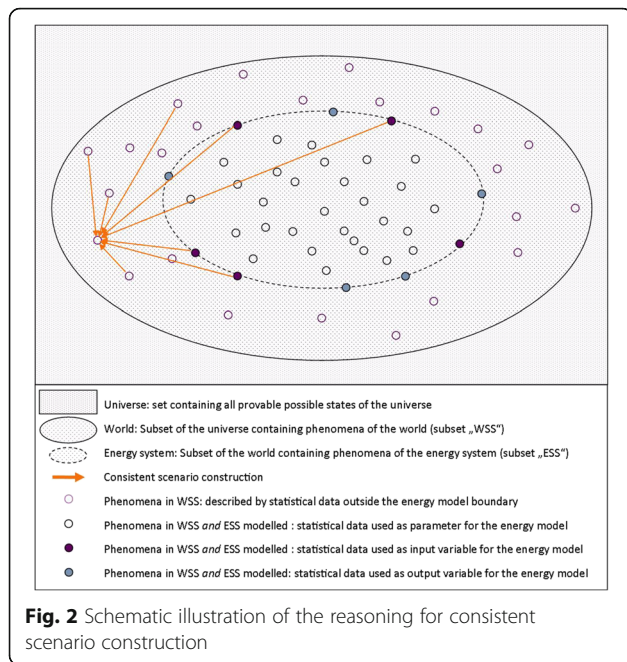 Universe: set containing all provable possible states of the universe
World: Subset of the universe containing phenomena of the world (subset „WSS“)
Energy system: Subset of the world containing phenomena of the energy system (subset „ESS“)
Consistent scenario construction
Phenomena in WSS: described by statistical data outside the energy model boundary
Phenomena in WSS and ESS modelled : statistical data used as parameter for the energy model
Phenomena in WSS and ESS modelled : statistical data used as input variable for the energy model
Phenomena in WSS and ESS modelled: statistical data used as output variable for the energy model
Fig. 2 Schematic illustration of the reasoning for consistent
scenario construction